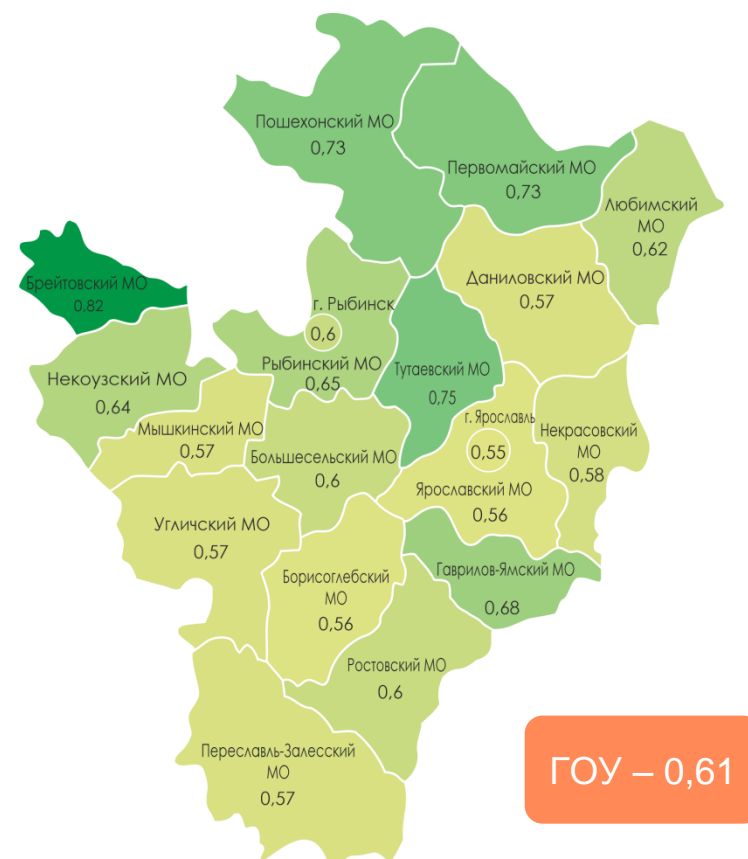 Пошехонский МО
0,73
Первомайский МО
0,73
Любимский
МО
0,62
Брейтовский МО
0,82
Даниловский МО
0,57
г. Рыбинск
0,6
Рыбинский МО
0,65
Тутаевский МО
0,75
Некоузский МО
0,64
Мышкинский МО
0,57
г. Ярославль
0,55
Некрасовский
МО
0,58
Большесельский МО
0,6
Ярославский МО
0,56
Угличский МО
0,57
Борисоглебский
МО
0,56
Гаврилов-Ямский МО
0,68
Ростовский МО
0,6
Переславль-Залесский
МО
0,57
ГОУ – 0,61